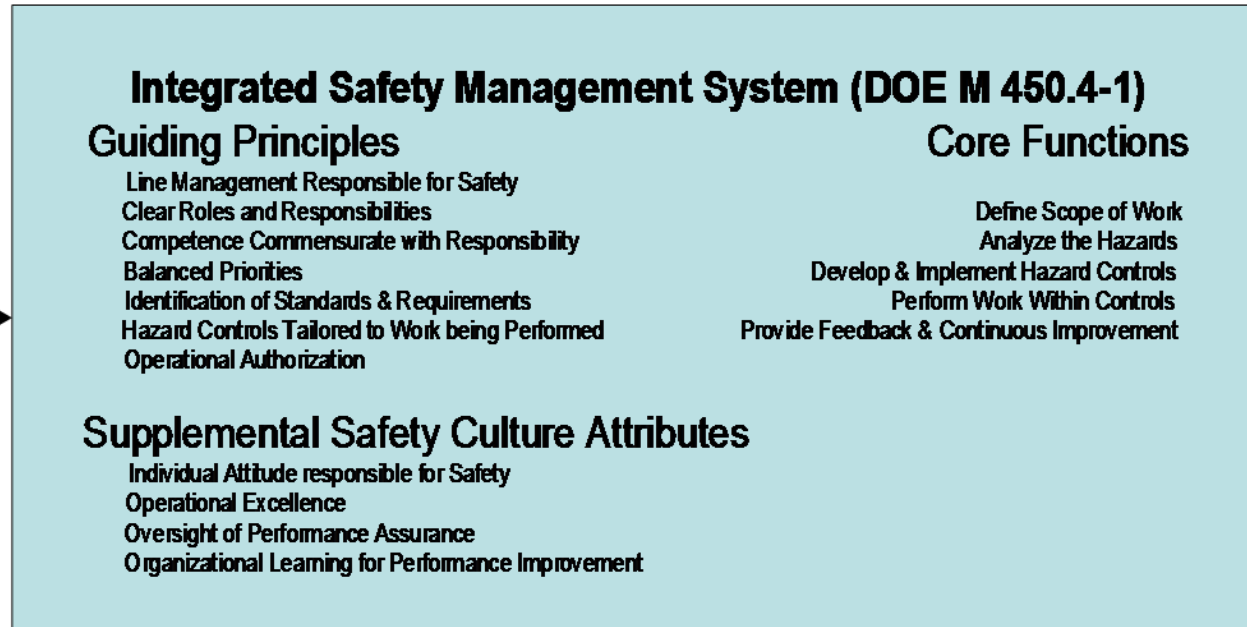 Integrated Safety Management System (DOE M 450.4-1)
Guiding Principles
Line Management Responsible for Safety
Clear Roles and Responsibilities
Competence Commensurate with Responsibility
Balanced Priorities
Identification of Standards & Requirements
Hazard Controls Tailored to Work being Performed
Operational Authorization
Core Functions
Define Scope of Work
Analyze the Hazards
Develop & Implement Hazard Controls
Perform Work Within Controls
Provide Feedback & Continuous Improvement
Supplemental Safety Culture Attributes
Individual Attitude responsible for Safety
Operational Excellence
Oversight of Performance Assurance
Organizational Learning for Performance Improvement